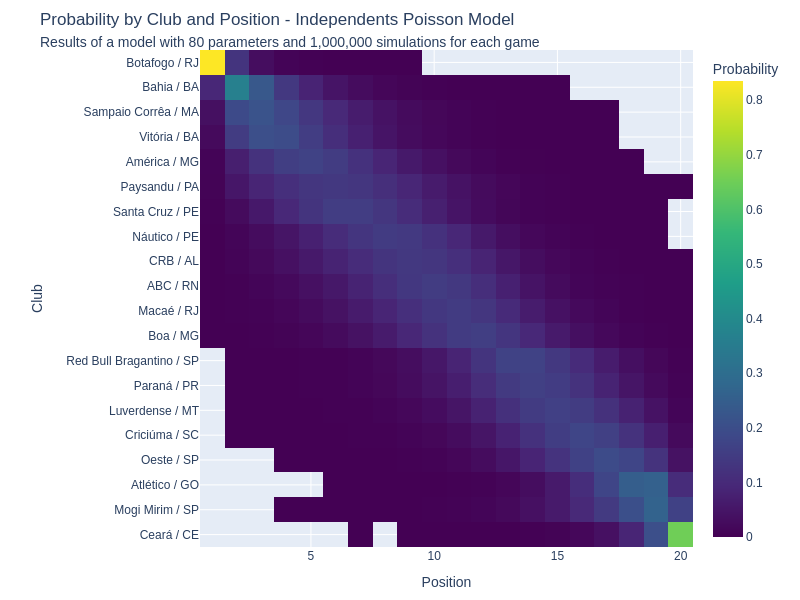 Probability by Club and Position - Independents Poisson Model
Results of a model with 80 parameters and 1,000,000 simulations for each game
Botafogo / RJ
Bahia / BA
Sampaio Corrêa / MA
Vitória / BA
América / MG
Paysandu / PA
Santa Cruz / PE
Náutico / PE
CRB / AL
ABC / RN
Macaé / RJ
Boa / MG
Red Bull Bragantino / SP
Paraná / PR
Luverdense / MT
Criciúma / SC
Oeste / SP
Atlético / GO
Mogi Mirim / SP
Ceará / CE
Club
5
10
15
20
Position
Probability
0.8
0.7
0.6
0.5
0.4
0.3
0.2
0.1
0